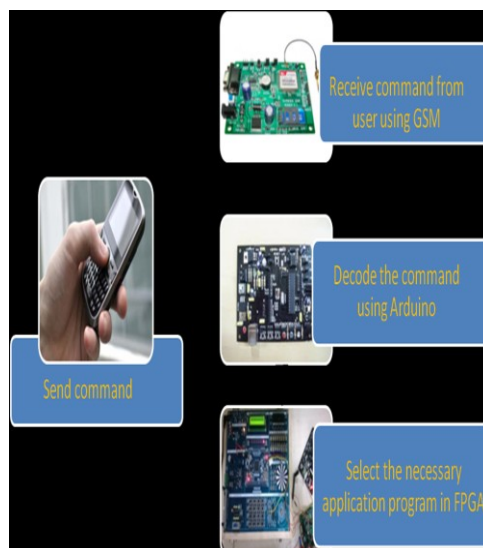 Receive command from
user using GSM
Send command
Decode the command
using Arduino
Select the necessary
application program in FPGA